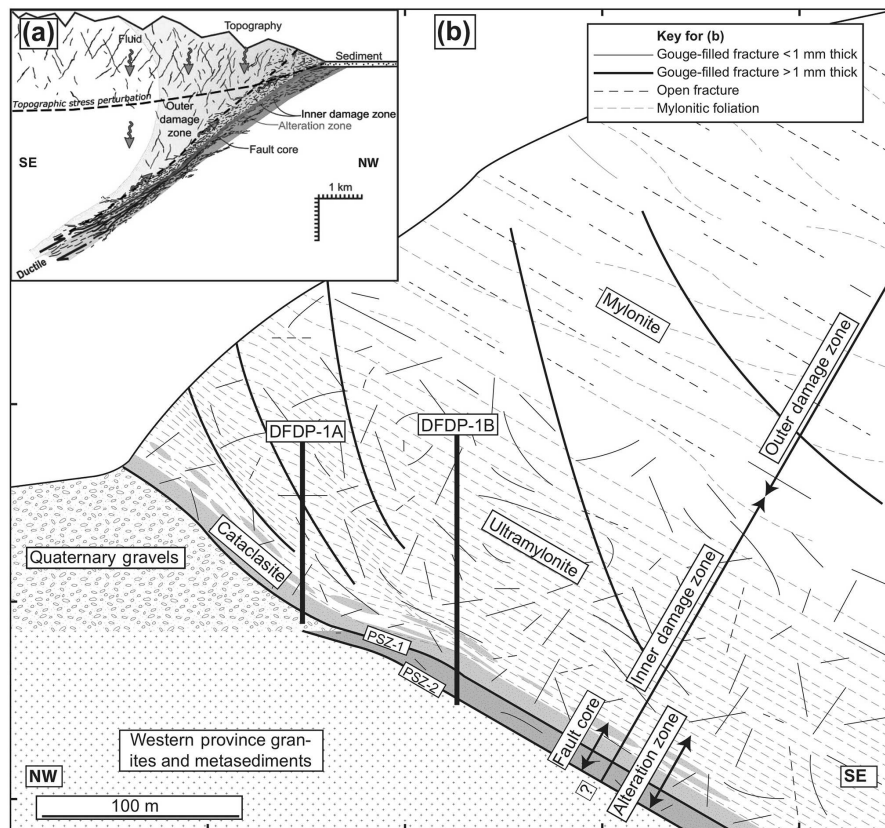 (a)
Topography
Fluid
Sediment
Topographic stress perturbation
Outer
damage
zone
Inner damage zone
Alteration zone
Fault core
SE
NW
1 km
Ductile
(b)
Key for (b)
Gouge-filled fracture <1 mm thick
Gouge-filled fracture >1 mm thick
Open fracture
Mylonitic foliation
Mylonite
Outer damage zone
DFDP-1A
DFDP-1B
Ultramylonite
Cataclasite
Quaternary gravels
Inner damage zone
PSZ-1
PSZ-2
Fault core
Alteration zone
?
Western province gran-
ites and metasediments
NW
SE
100 m